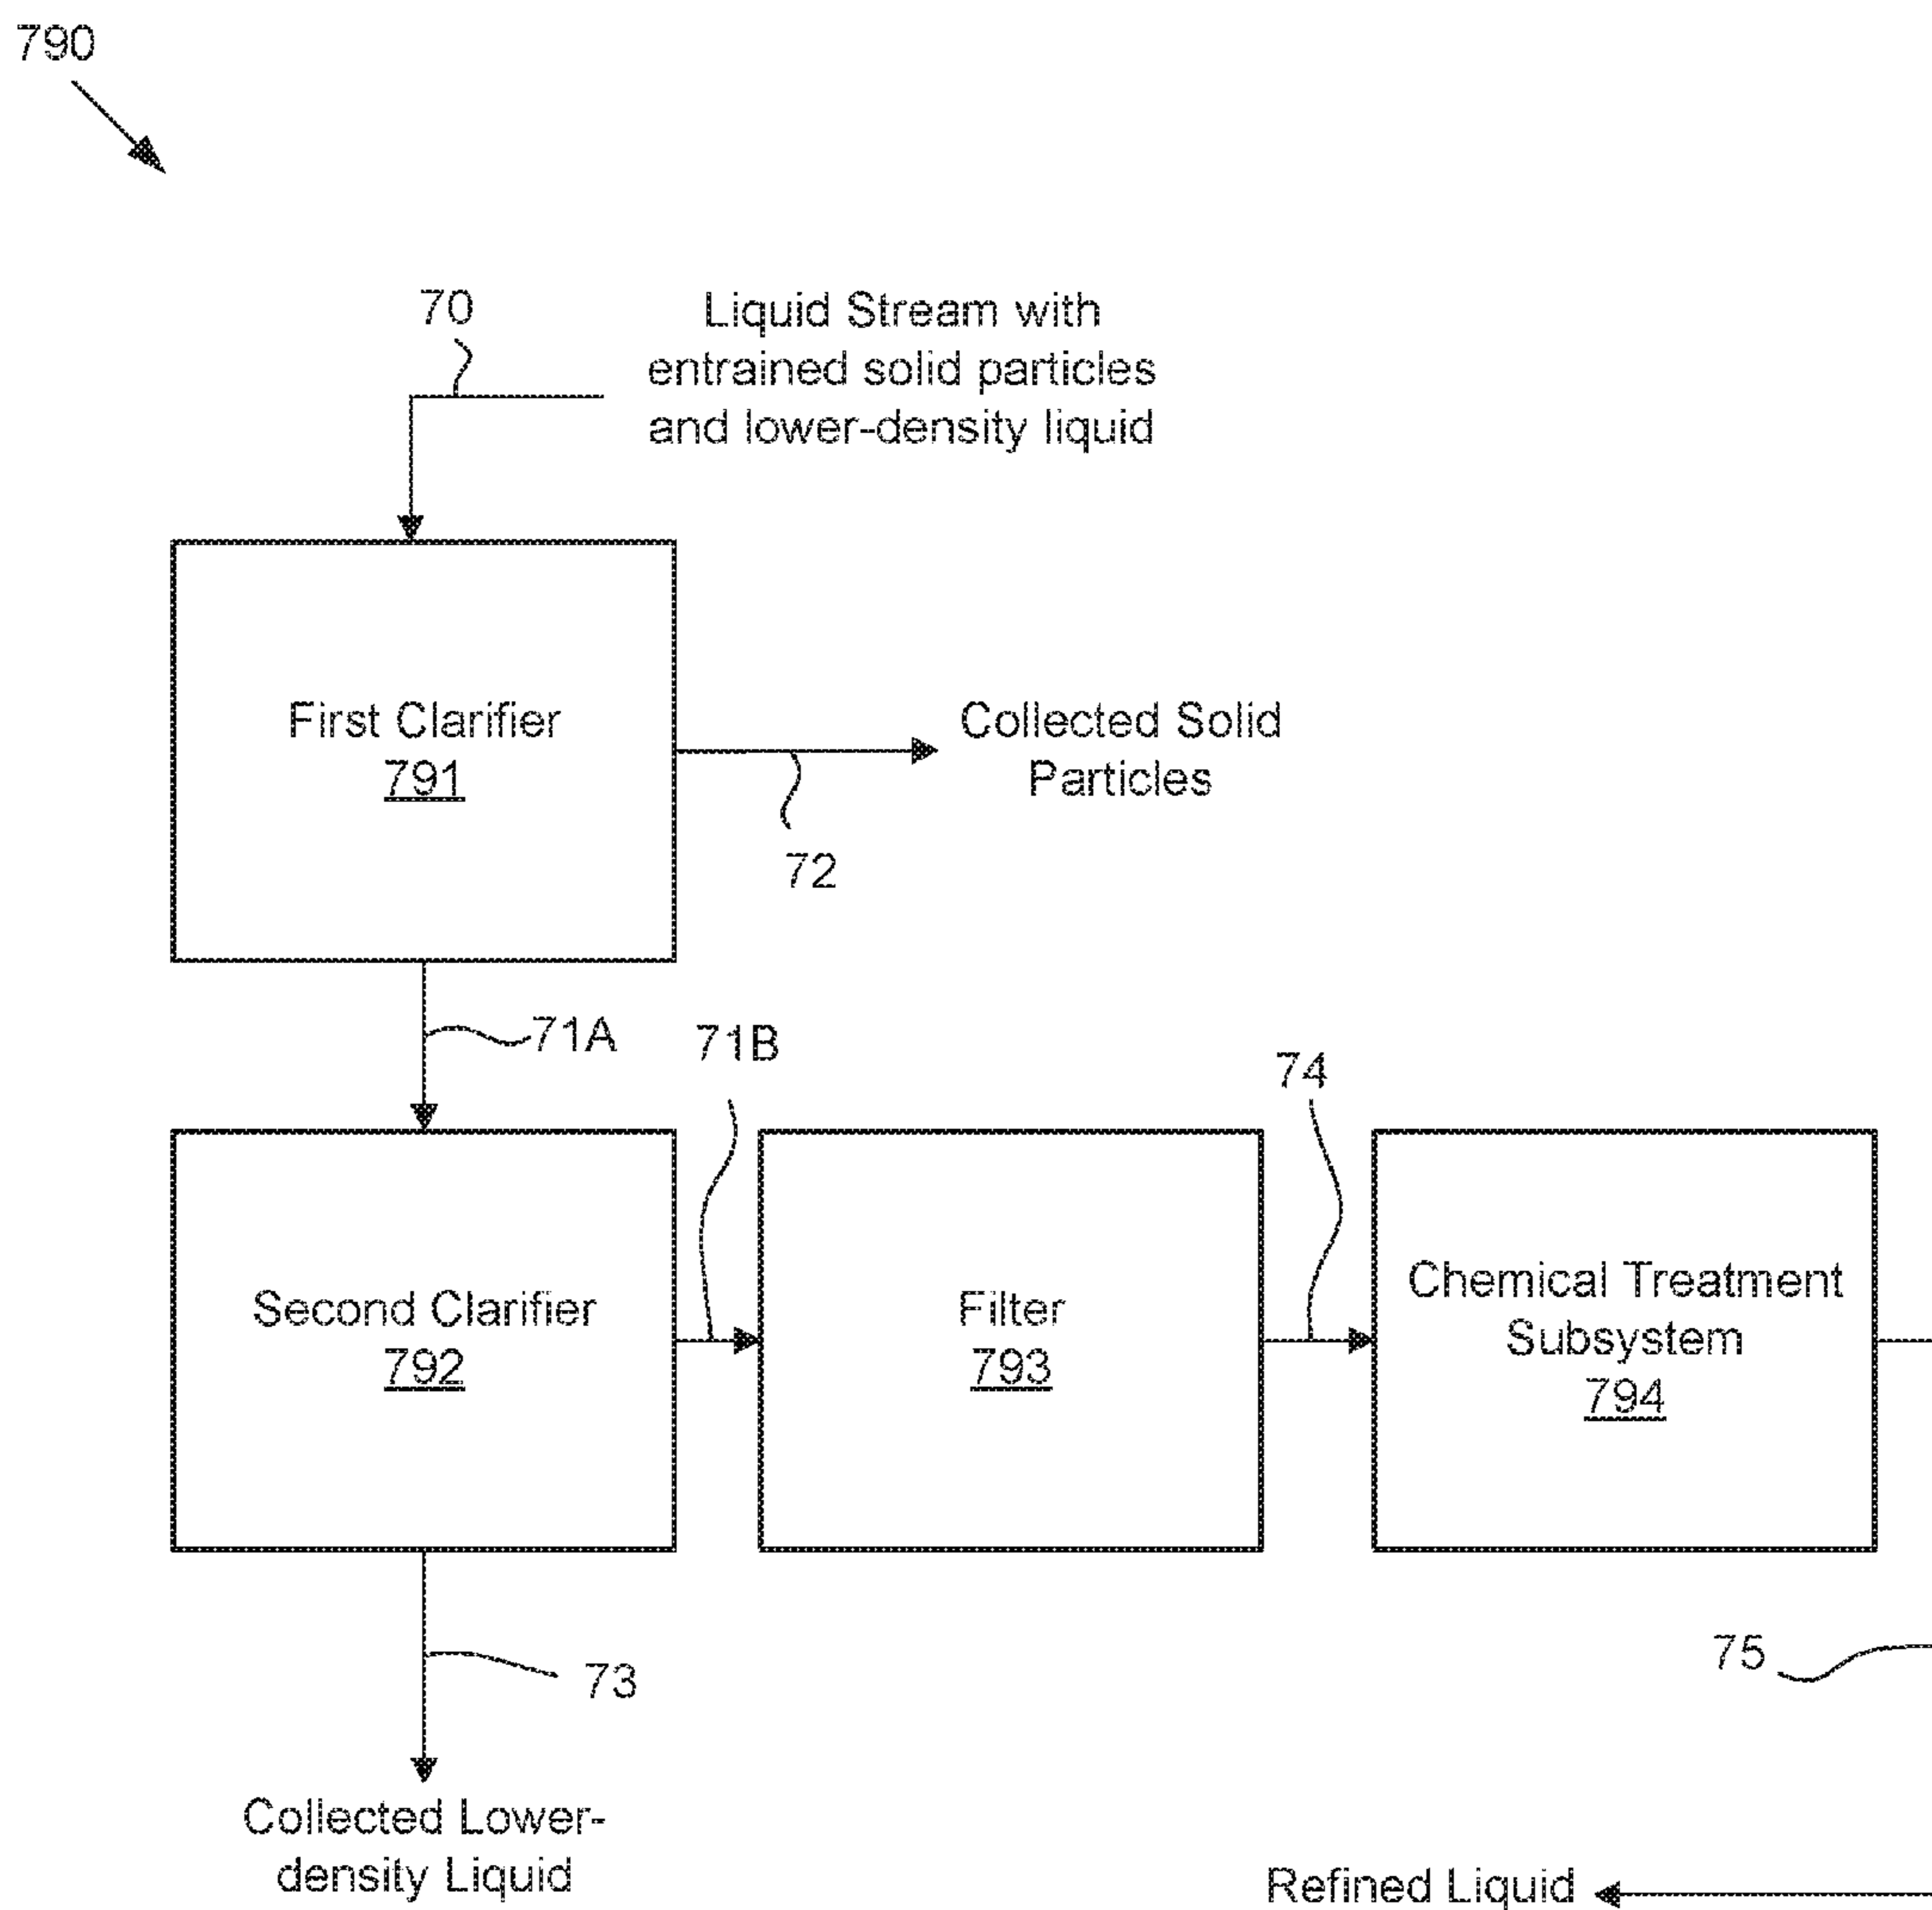 790
70
Liquid Stream with
entrained solid particles
and lower-density liquid
First Clarifier
791
Collected Solid
Particles
72
71A
71B
74
Second Clarifier
792
Filter
793
Chemical Treatment
Subsystem
794
73
75
Collected Lower-
density Liquid
Refined Liquid